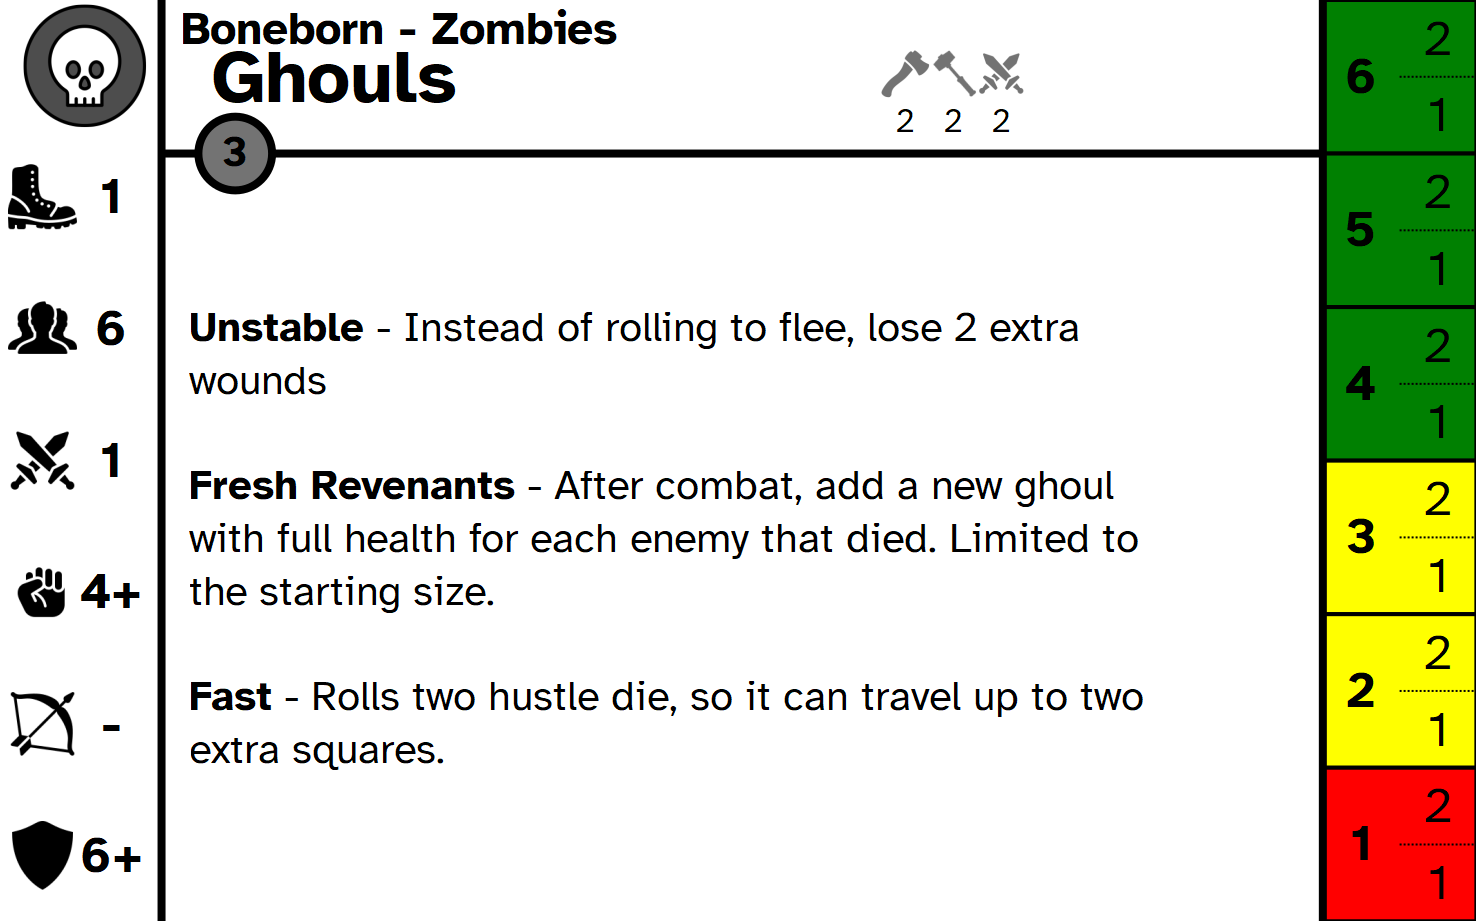 Boneborn - Zombies
Ghouls
2 2 2
3
1
6
1
4+
-
6+
Unstable - Instead of rolling to flee, lose 2 extra
wounds
Fresh Revenants - After combat, add a new ghoul
with full health for each enemy that died. Limited to
the starting size.
Fast - Rolls two hustle die, so it can travel up to two
extra squares.
6
2
1
5
2
1
4
2
1
3
2
1
2
2
1
1
2
1